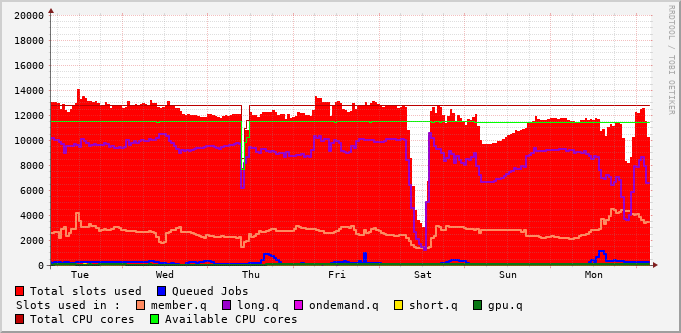 RRDTOOL / TOBI OETIKER
20000
18000
16000
14000
12000
10000
8000
6000
4000
2000
0
Tue Wed Thu Fri Sat Sun Mon
Total slots used Queued Jobs
Slots used in : member.q long.q ondemand.q short.q gpu.q
Total CPU cores Available CPU cores